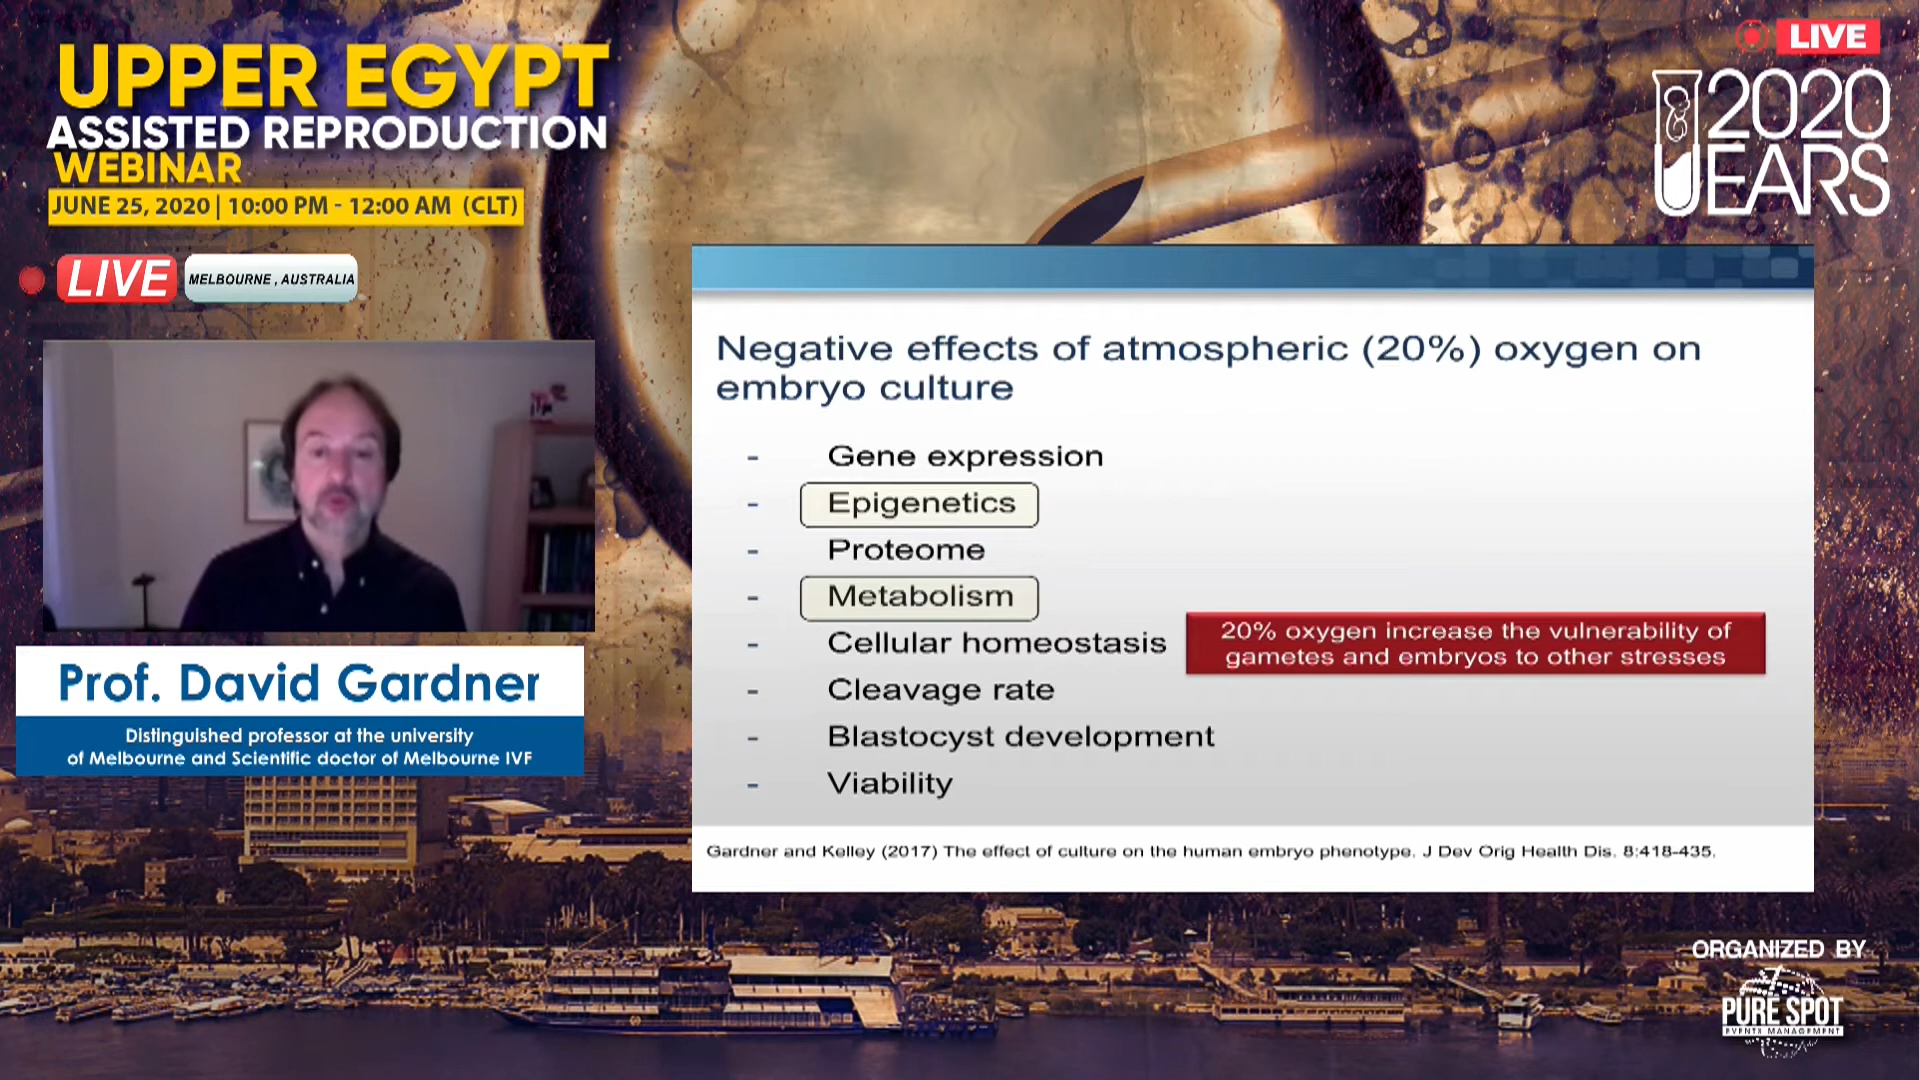 UPPER EGYPT
ASSISTED REPRODUCTION
WEBINAR
JUNE 25, 2020 | 10:00 PM - 12:00 AM (CLT)
LIVE
MELBOURNE , AUSTRALIA
LIVE
2020
UEARS
Negative effects of atmospheric (20%) oxygen on
embryo culture
- Gene expression
- Epigenetics
- Proteome
- Metabolism
- Cellular homeostasis
20% oxygen increase the vulnerability of
gametes and embryos to other stresses
- Cleavage rate
- Blastocyst development
- Viability
Gardner and Kelley (2017) The effect of culture on the human embryo phenotype. J Dev Orig Health Dis. 8:418-435.
Prof. David Gardner
Distinguished professor at the university
of Melbourne and Scientific doctor of Melbourne IVF
ORGANIZED BY
PURE SPOT
EVENTS MANAGEMENT